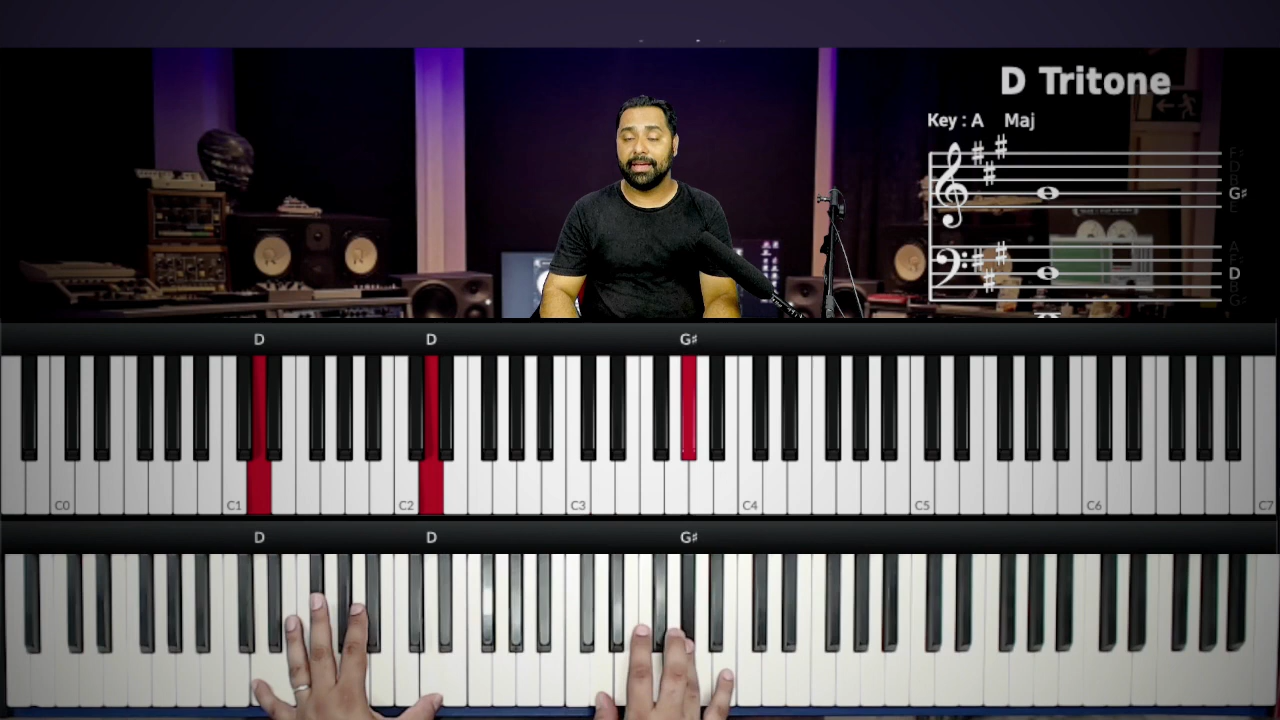 D Tritone
Key : A Maj
G♯
D
D D G♯
C0 C1 C2 C3 C4 C5 C6 C7
D D G♯